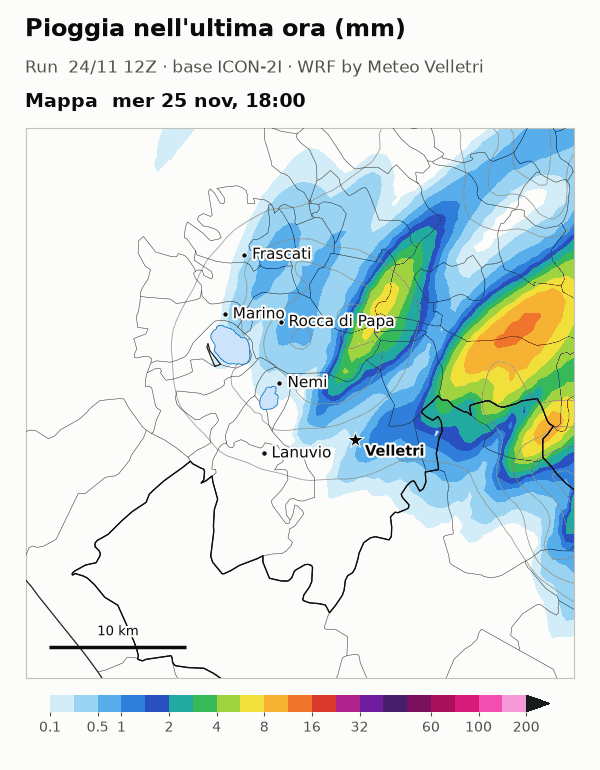 Pioggia nell'ultima ora (mm)
Run  24/11 12Z · base ICON-2I · WRF by Meteo Velletri
Mappa  mer 25 nov, 18:00
Frascati
Marino
Rocca di Papa
Nemi
Velletri
Lanuvio
10 km
0.1 0.5 1 2 4 8 16 32 60 100 200